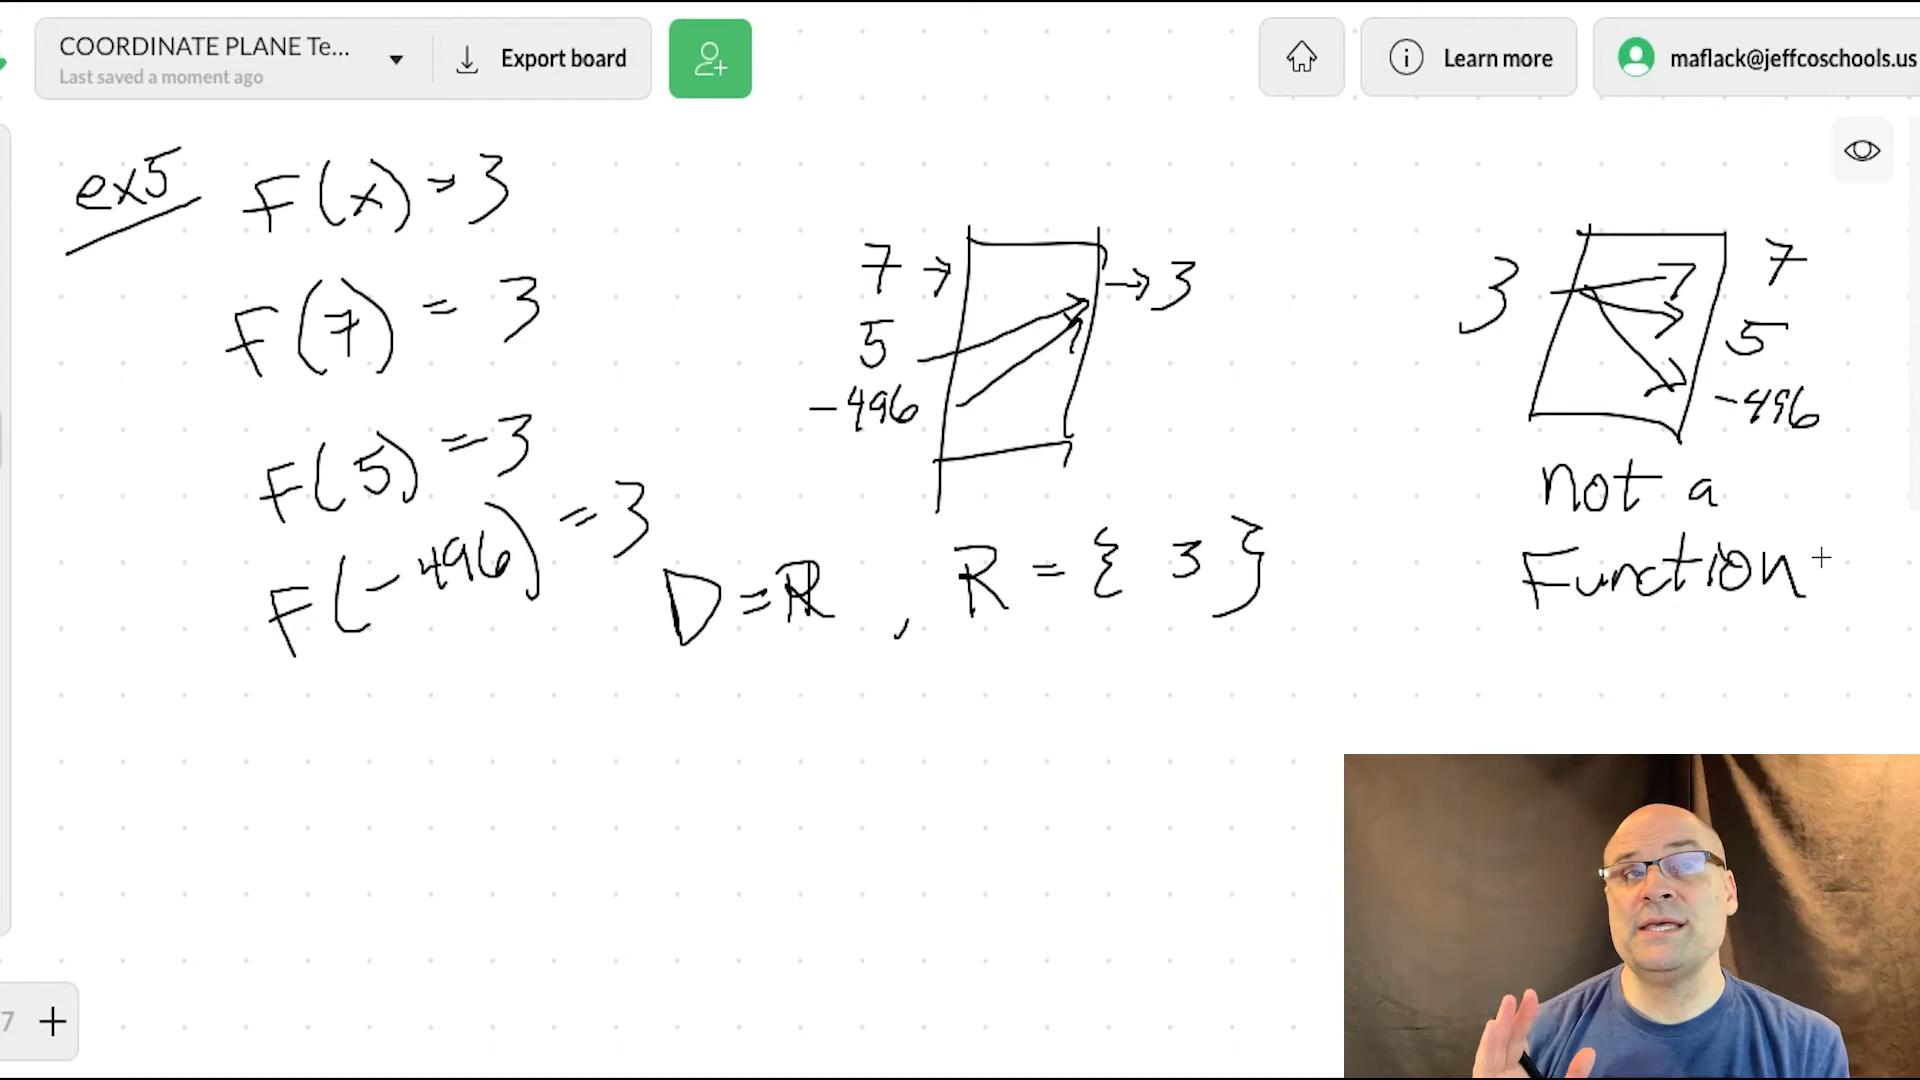 COORDINATE PLANE Te...
Last saved a moment ago
Export board
Learn more
maflack@jeffcoschools.us
ex5 F(x) = 3
F(7) = 3
F(5) = 3
F(-496) = 3
7 → → 3
5
-496
D = ℝ , R = { 3 }
3 7
5
-496
not a
Function
7 +